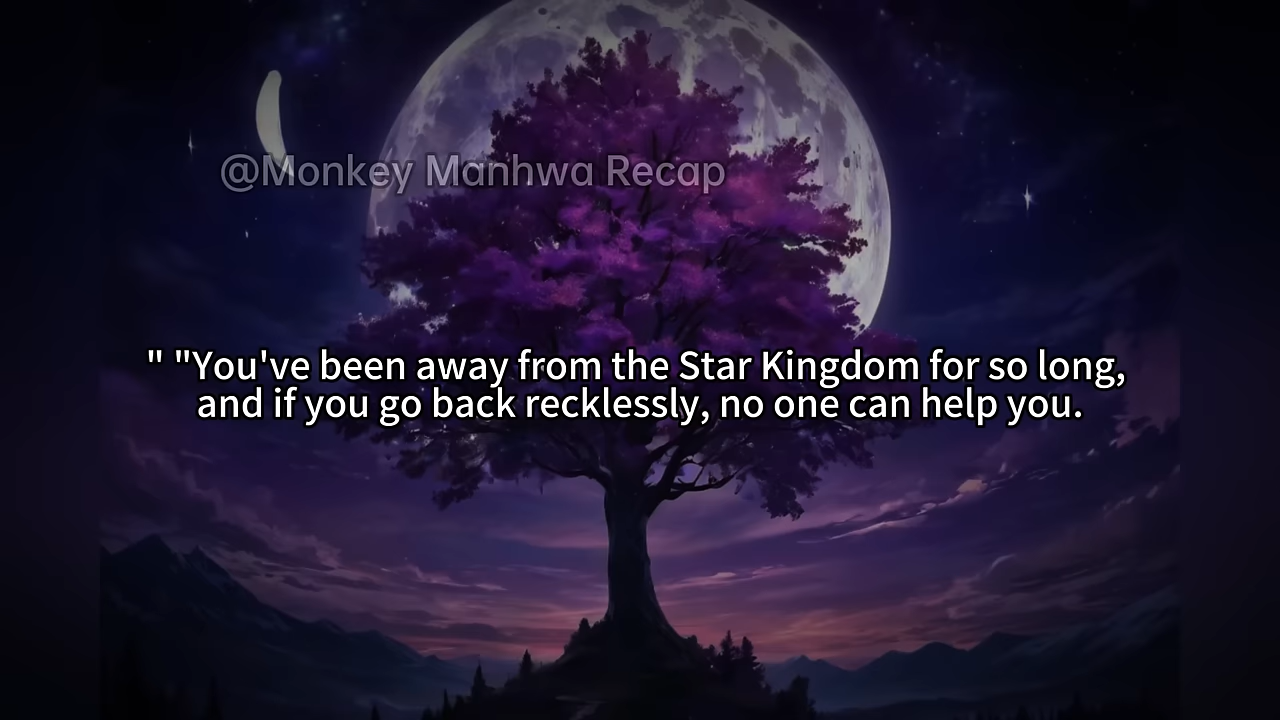 @Monkey Manhwa Recap
" "You've been away from the Star Kingdom for so long,
and if you go back recklessly, no one can help you.